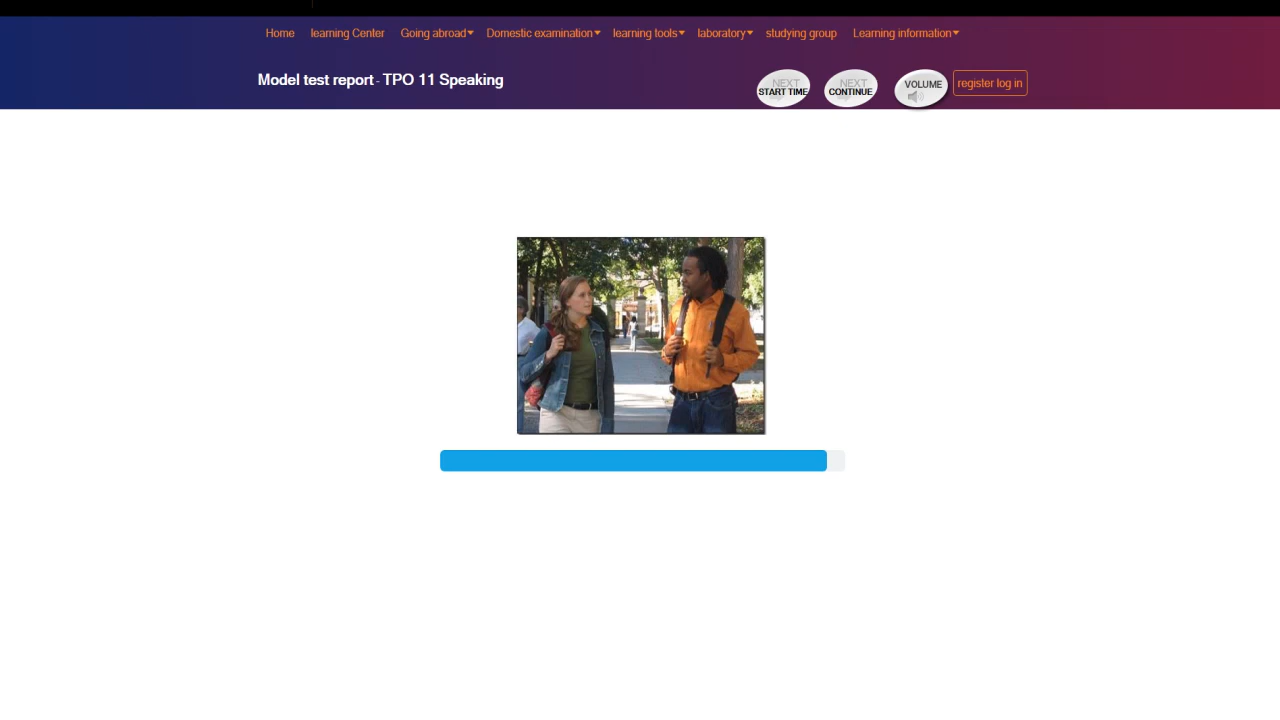 Home learning Center Going abroad Domestic examination learning tools laboratory studying group Learning information
Model test report - TPO 11 Speaking
NEXT
START TIME
NEXT
CONTINUE
VOLUME
register log in